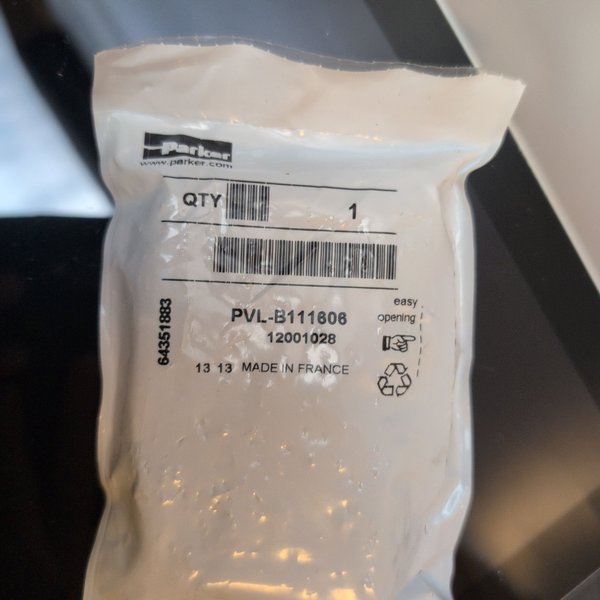 Parker
www.parker.com
QTY 1
easy
opening
PVL-B111606
12001028
64351883
13 13 MADE IN FRANCE